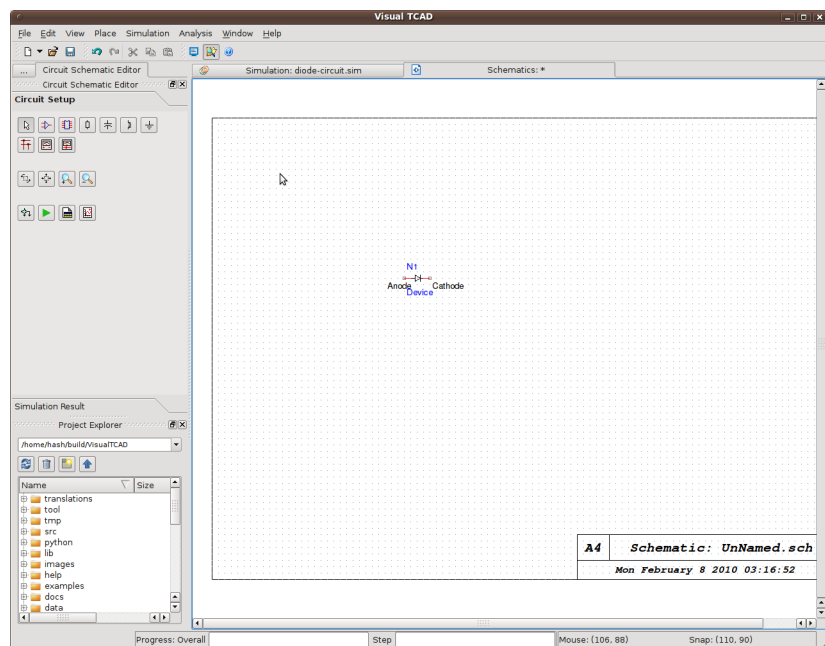 Visual TCAD
File Edit View Place Simulation Analysis Window Help
... Circuit Schematic Editor
Simulation: diode-circuit.sim
Schematics: *
Circuit Schematic Editor
Circuit Setup
N1
Anode Cathode
Device
Simulation Result
Project Explorer
/home/hash/build/VisualTCAD
Name Size
translations
tool
tmp
src
python
lib
images
help
examples
docs
data
A4 Schematic: UnNamed.sch
Mon February 8 2010 03:16:52
Progress: Overall Step Mouse: (106, 88) Snap: (110, 90)